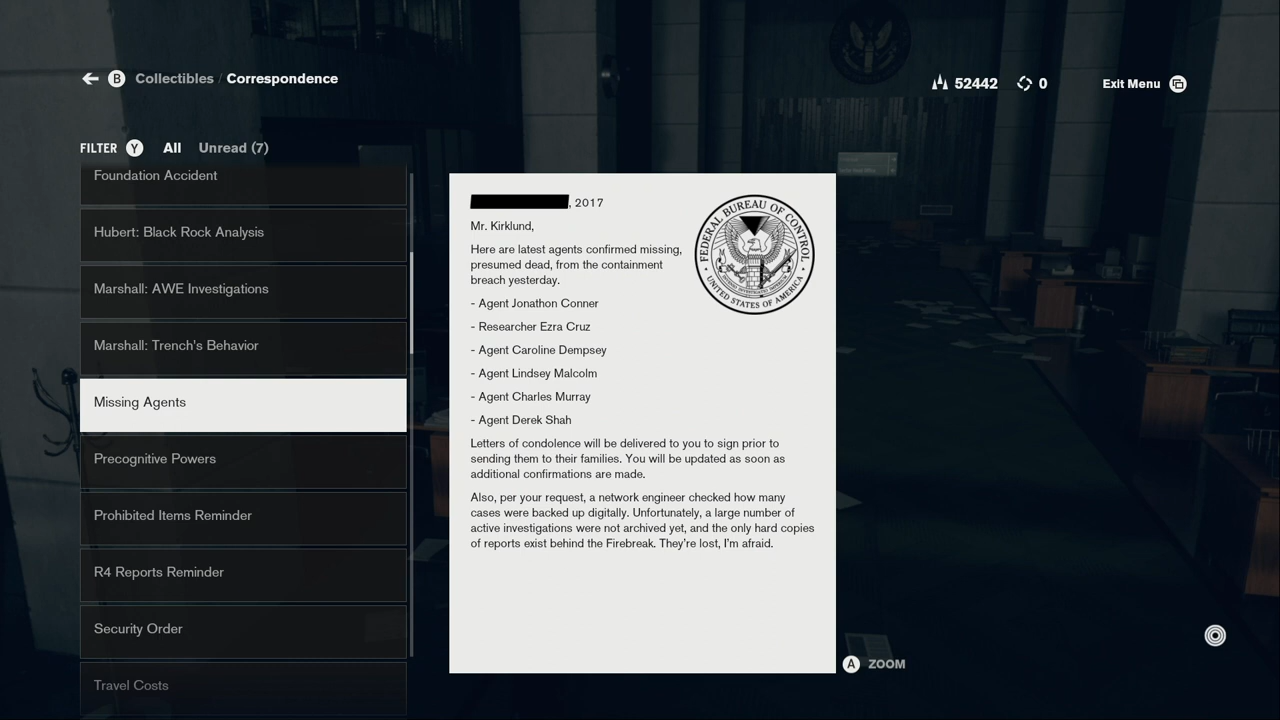 B Collectibles / Correspondence
52442
0
Exit Menu
FILTER Y All Unread (7)
Foundation Accident
Hubert: Black Rock Analysis
Marshall: AWE Investigations
Marshall: Trench's Behavior
Missing Agents
Precognitive Powers
Prohibited Items Reminder
R4 Reports Reminder
Security Order
Travel Costs
, 2017
Mr. Kirklund,
Here are latest agents confirmed missing,
presumed dead, from the containment
breach yesterday.
- Agent Jonathon Conner
- Researcher Ezra Cruz
- Agent Caroline Dempsey
- Agent Lindsey Malcolm
- Agent Charles Murray
- Agent Derek Shah
Letters of condolence will be delivered to you to sign prior to
sending them to their families. You will be updated as soon as
additional confirmations are made.
Also, per your request, a network engineer checked how many
cases were backed up digitally. Unfortunately, a large number of
active investigations were not archived yet, and the only hard copies
of reports exist behind the Firebreak. They're lost, I'm afraid.
FEDERAL BUREAU OF CONTROL
UNITED STATES OF AMERICA
A ZOOM